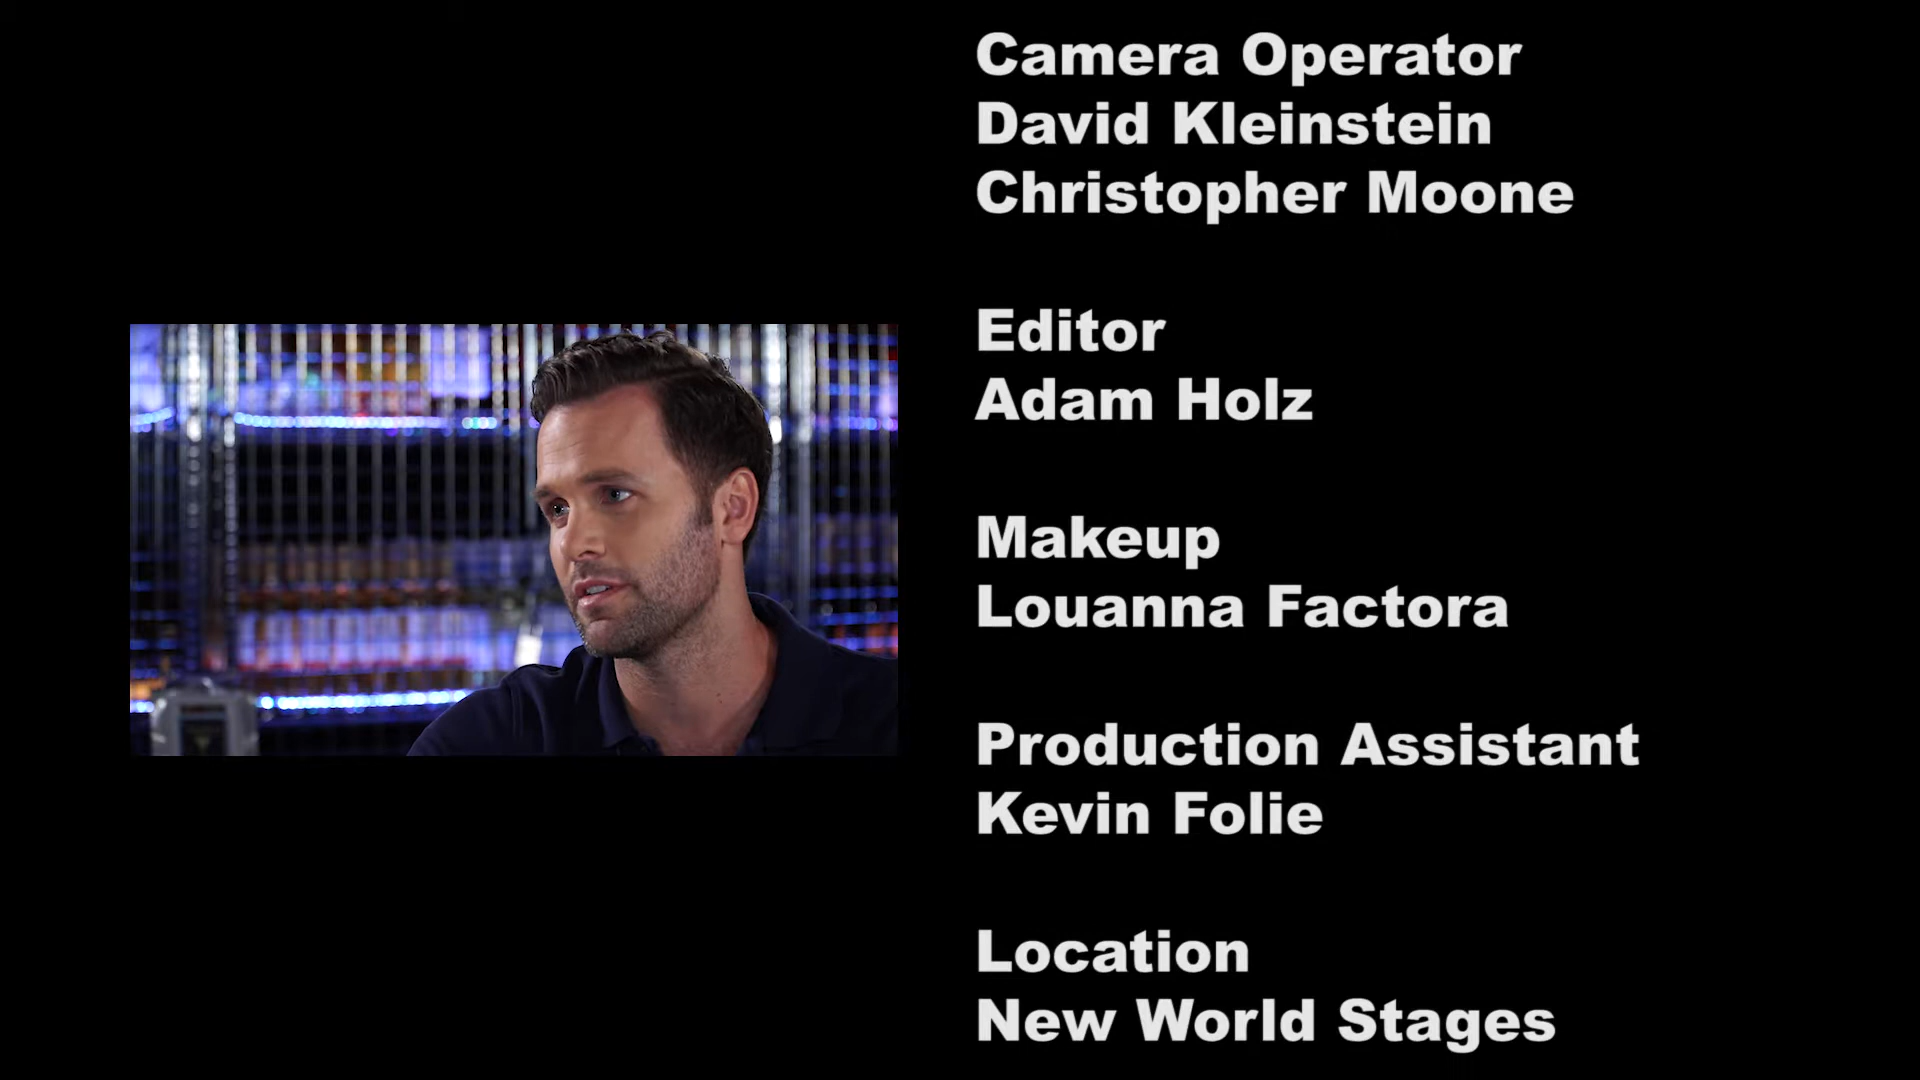 Camera Operator
David Kleinstein
Christopher Moone
Editor
Adam Holz
Makeup
Louanna Factora
Production Assistant
Kevin Folie
Location
New World Stages